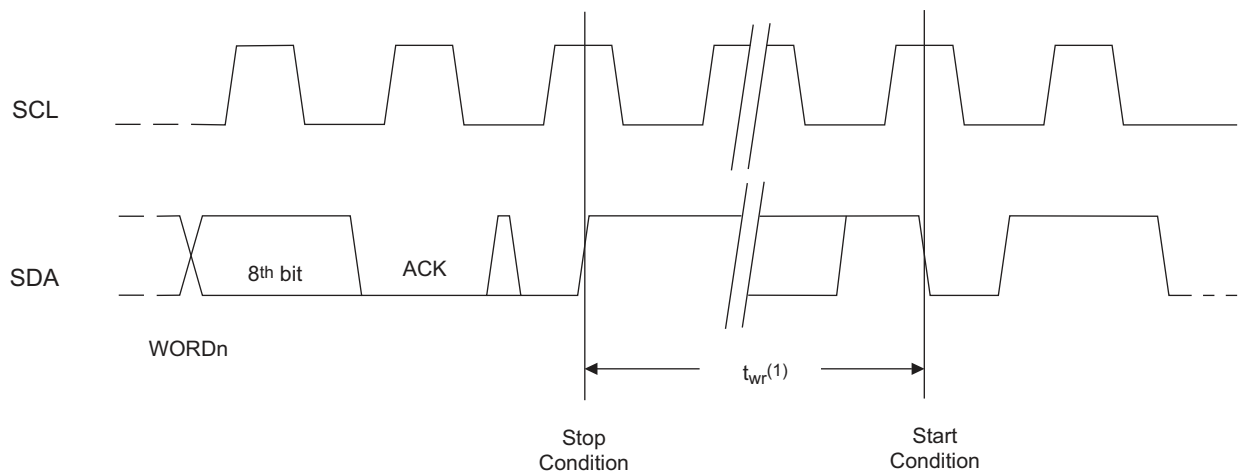 SCL
SDA
8th bit
ACK
WORDn
twr(1)
Stop
Condition
Start
Condition